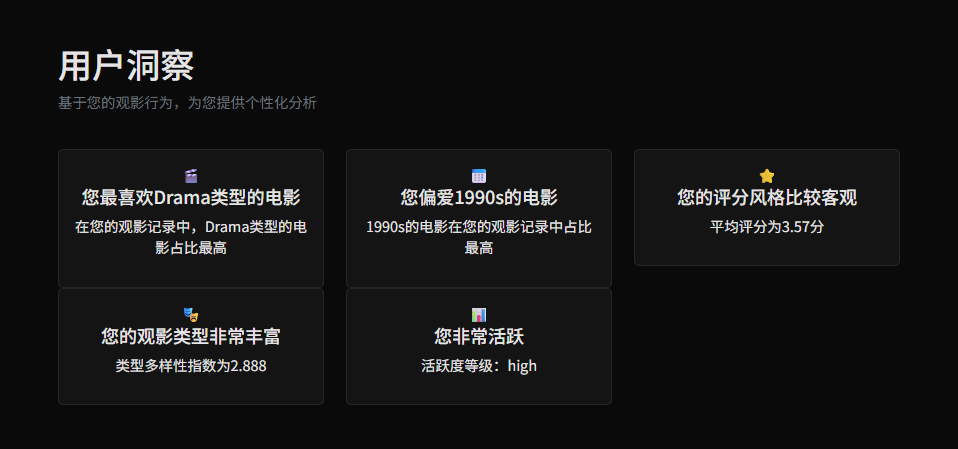 用户洞察
基于您的观影行为，为您提供个性化分析
您最喜欢Drama类型的电影
在您的观影记录中，Drama类型的电
影占比最高
您偏爱1990s的电影
1990s的电影在您的观影记录中占比
最高
您的评分风格比较客观
平均评分为3.57分
您的观影类型非常丰富
类型多样性指数为2.888
您非常活跃
活跃度等级：high